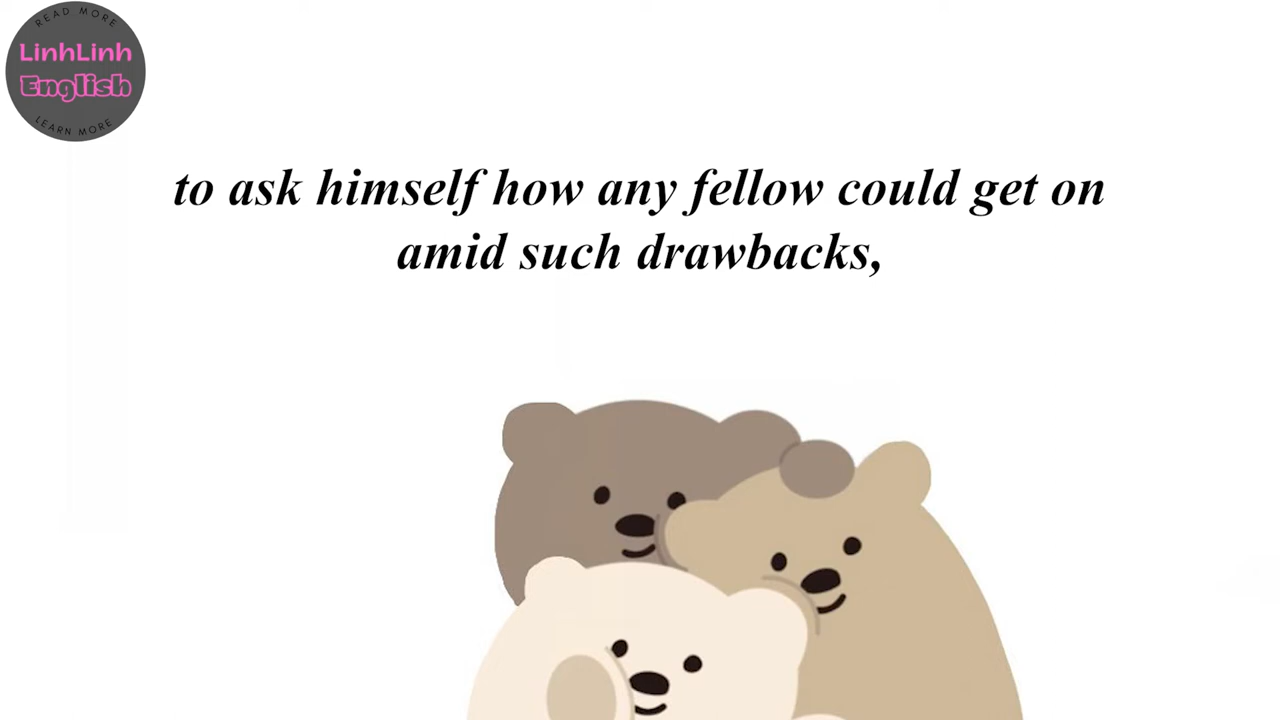 READ MORE
LinhLinh
English
LEARN MORE
to ask himself how any fellow could get on
amid such drawbacks,